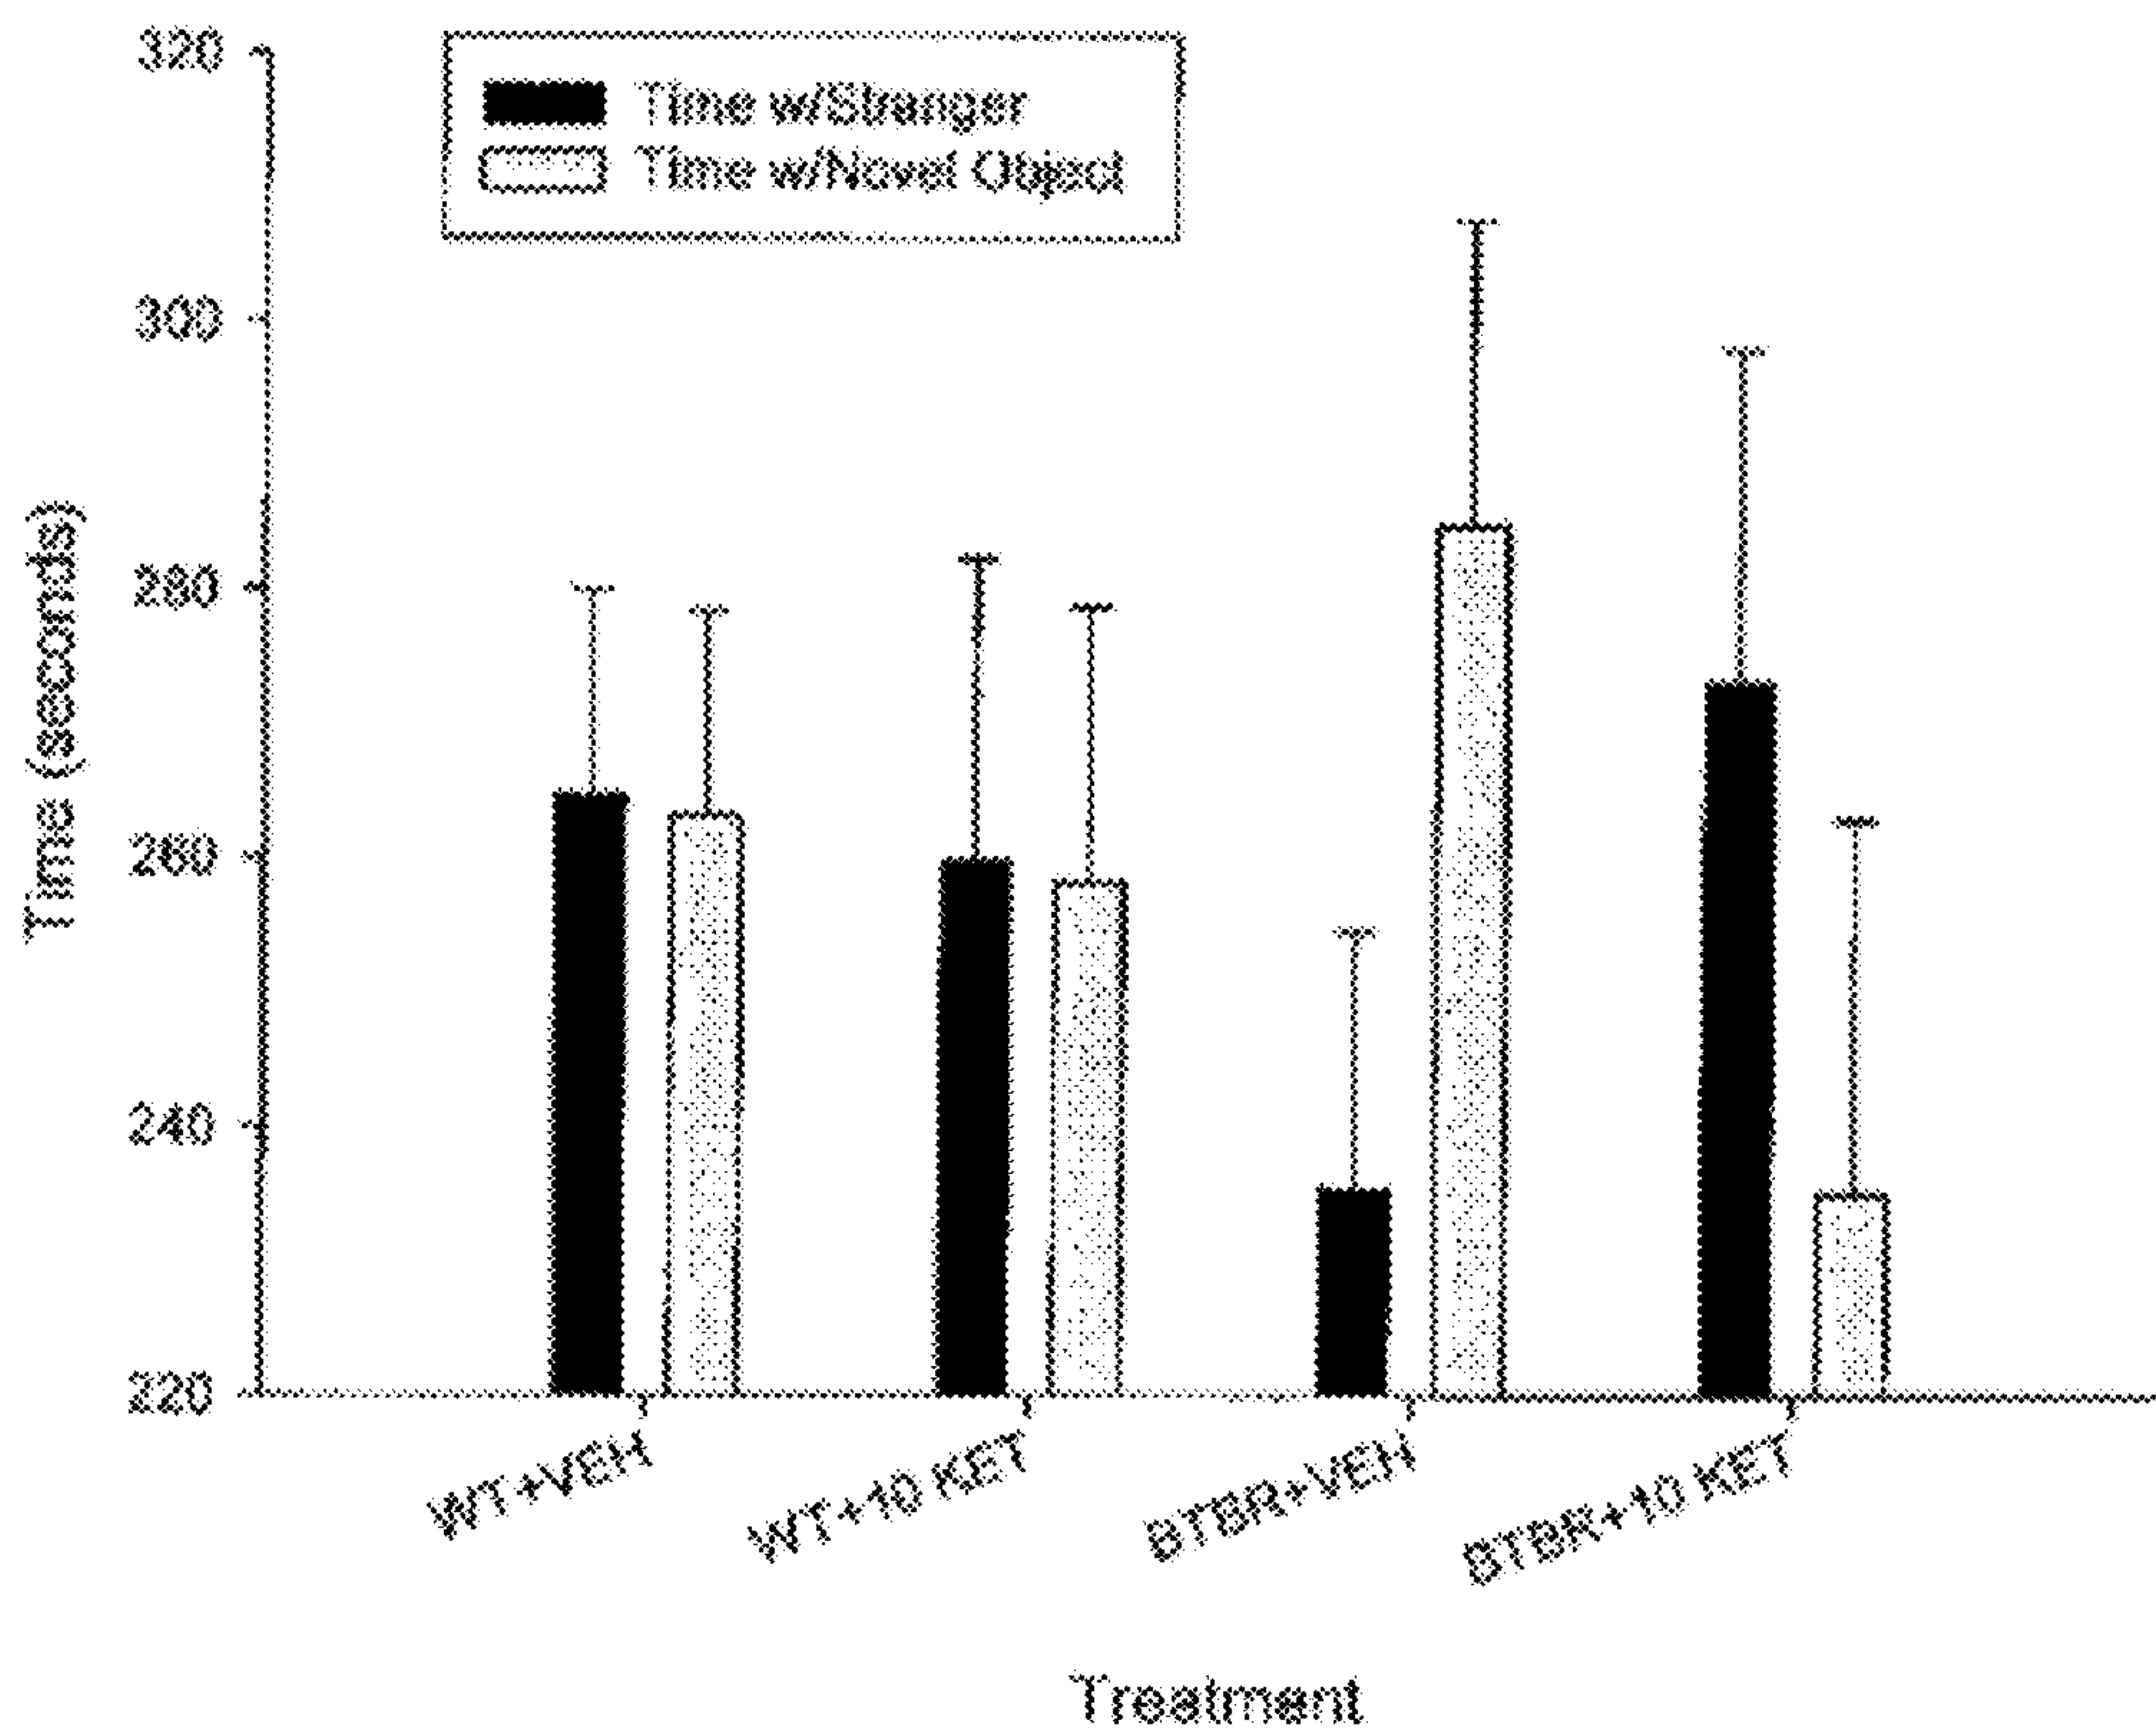 320
300
280
260
240
220
Time (seconds)
Time w/Stranger
Time w/Novel Object
WT+VEH
WT+10 KET
BTBR+VEH
BTBR+10 KET
Treatment